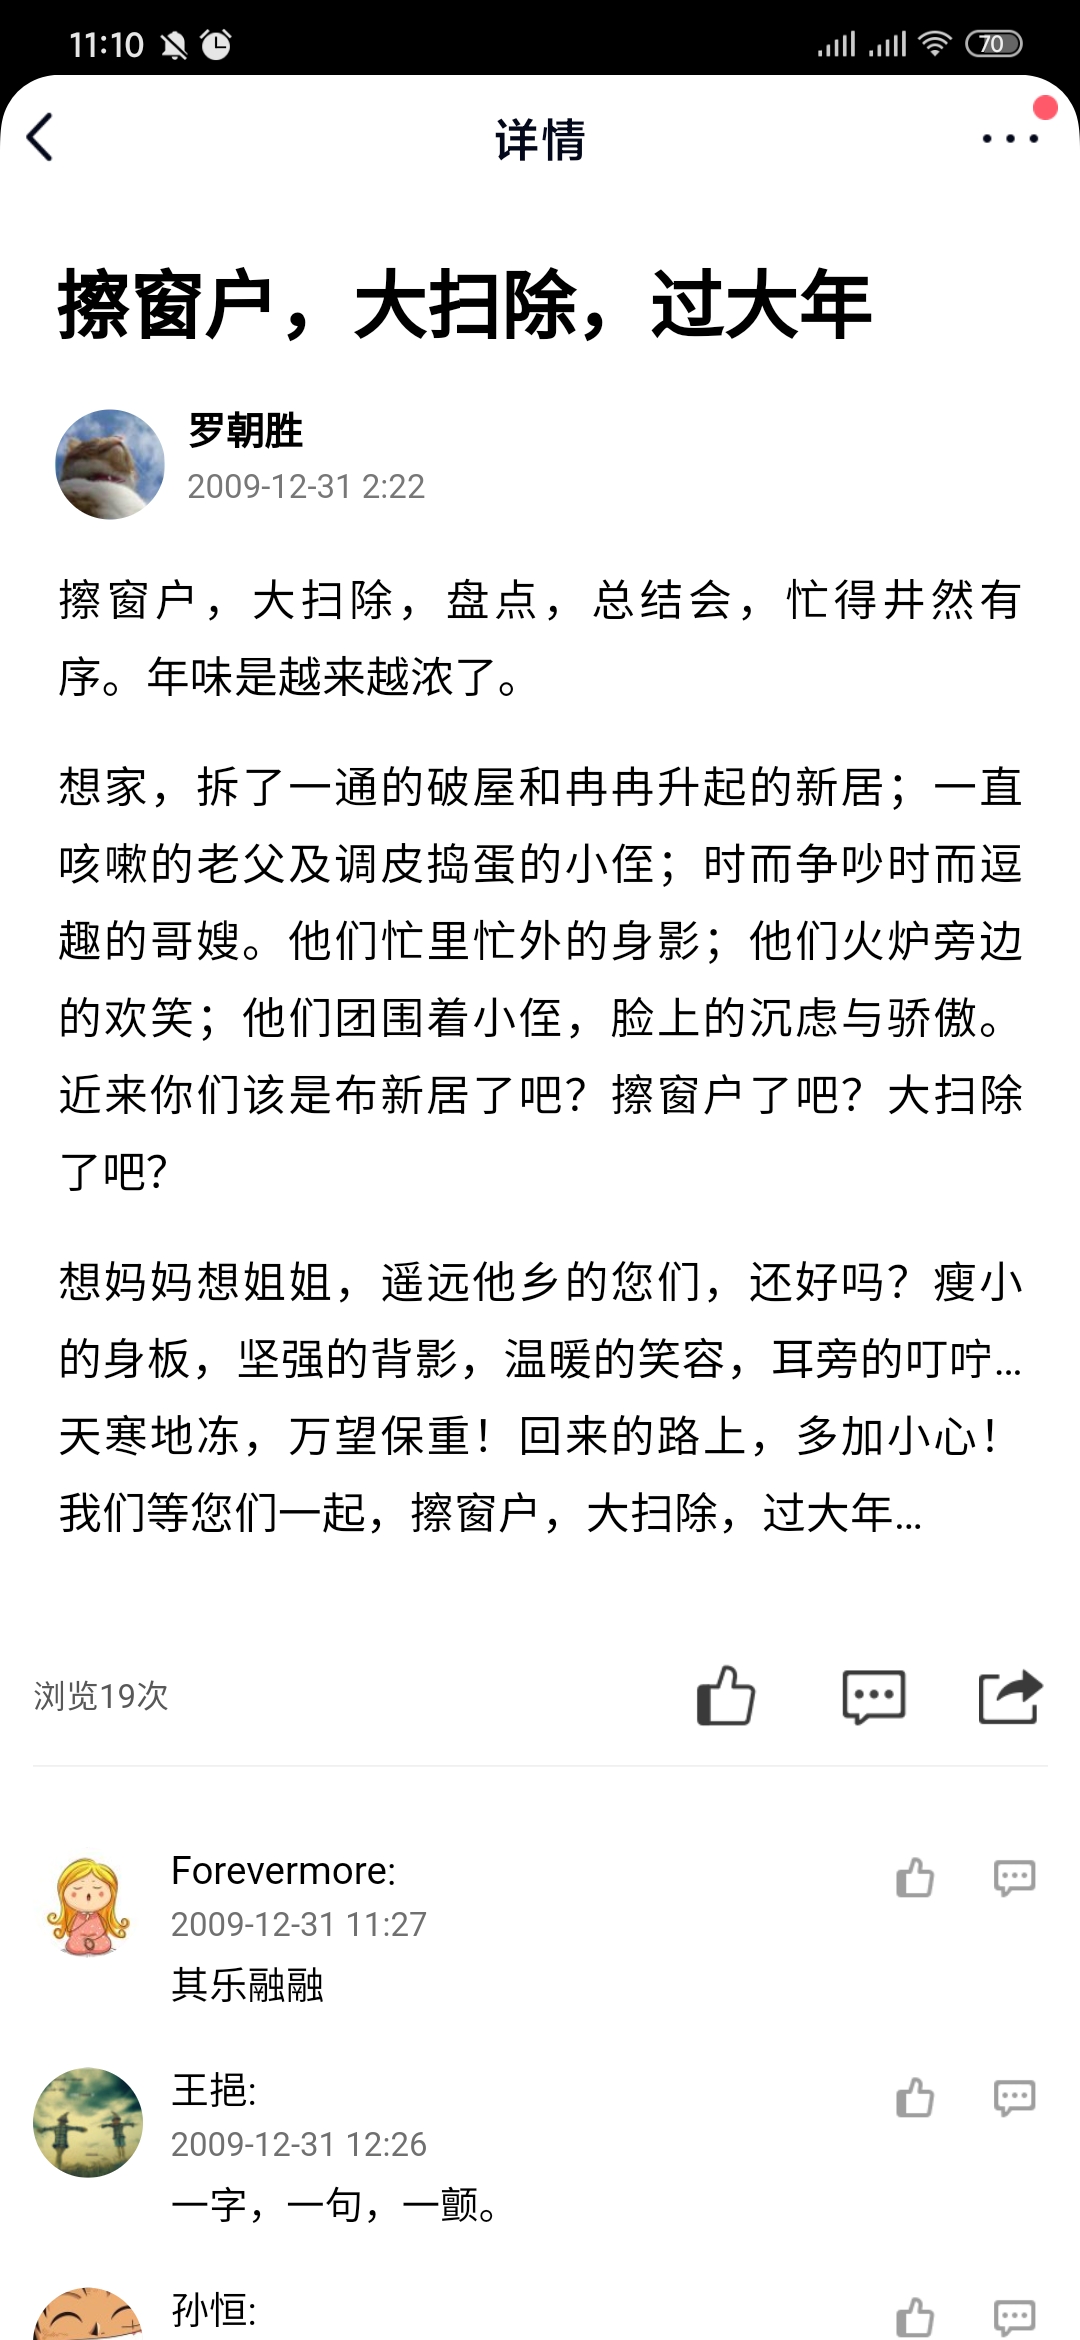 11:10
70
详情
擦窗户，大扫除，过大年
罗朝胜
2009-12-31 2:22
擦窗户，大扫除，盘点，总结会，忙得井然有
序。年味是越来越浓了。
想家，拆了一通的破屋和冉冉升起的新居；一直
咳嗽的老父及调皮捣蛋的小侄；时而争吵时而逗
趣的哥嫂。他们忙里忙外的身影；他们火炉旁边
的欢笑；他们团围着小侄，脸上的沉虑与骄傲。
近来你们该是布新居了吧？擦窗户了吧？大扫除
了吧？
想妈妈想姐姐，遥远他乡的您们，还好吗？瘦小
的身板，坚强的背影，温暖的笑容，耳旁的叮咛...
天寒地冻，万望保重！回来的路上，多加小心！
我们等您们一起，擦窗户，大扫除，过大年...
浏览19次
Forevermore:
2009-12-31 11:27
其乐融融
王挹:
2009-12-31 12:26
一字，一句，一颤。
孙恒: